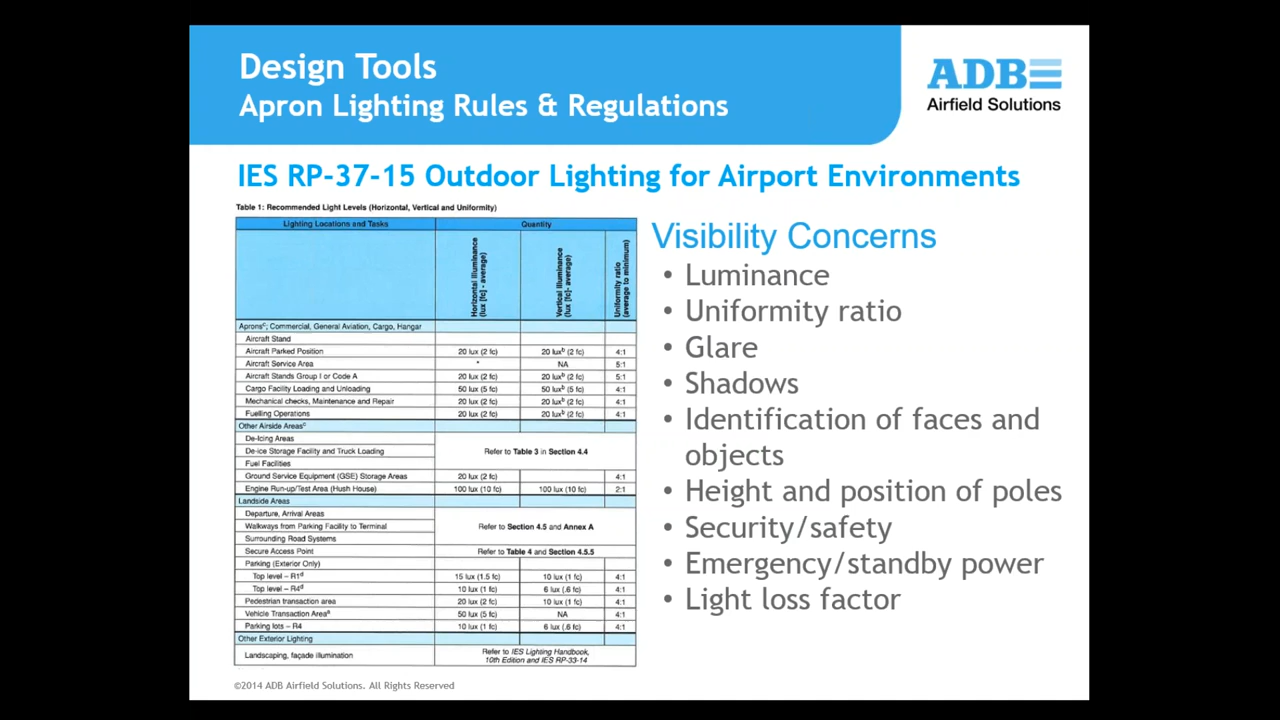 Design Tools
Apron Lighting Rules & Regulations
ADB
Airfield Solutions
IES RP-37-15 Outdoor Lighting for Airport Environments
Table 1: Recommended Light Levels (Horizontal, Vertical and Uniformity)
Lighting Locations and Tasks Quantity
Horizontal illuminance (lux [fc] - average) Vertical illuminance (lux [fc]- average) Uniformity ratio (average to minimum)
Apronsᶜ; Commercial, General Aviation, Cargo, Hangar
Aircraft Stand
Aircraft Parked Position 20 lux (2 fc) 20 luxᵇ (2 fc) 4:1
Aircraft Service Area * NA 5:1
Aircraft Stands Group I or Code A 20 lux (2 fc) 20 luxᵇ (2 fc) 5:1
Cargo Facility Loading and Unloading 50 lux (5 fc) 50 luxᵇ (5 fc) 4:1
Mechanical checks, Maintenance and Repair 20 lux (2 fc) 20 luxᵇ (2 fc) 4:1
Fuelling Operations 20 lux (2 fc) 20 luxᵇ (2 fc) 4:1
Other Airside Areasᶜ
De-Icing Areas
De-ice Storage Facility and Truck Loading Refer to Table 3 in Section 4.4
Fuel Facilities
Ground Service Equipment (GSE) Storage Areas 20 lux (2 fc) 4:1
Engine Run-up/Test Area (Hush House) 100 lux (10 fc) 100 lux (10 fc) 2:1
Landside Areas
Departure, Arrival Areas
Walkways from Parking Facility to Terminal Refer to Section 4.5 and Annex A
Surrounding Road Systems
Secure Access Point Refer to Table 4 and Section 4.5.5
Parking (Exterior Only)
Top level – R1ᵈ 15 lux (1.5 fc) 10 lux (1 fc) 4:1
Top level – R4ᵈ 10 lux (1 fc) 6 lux (.6 fc) 4:1
Pedestrian transaction area 20 lux (2 fc) 10 lux (1 fc) 4:1
Vehicle Transaction Areaᵃ 50 lux (5 fc) NA 4:1
Parking lots – R4 10 lux (1 fc) 6 lux (.6 fc) 4:1
Other Exterior Lighting
Landscaping, façade illumination Refer to IES Lighting Handbook,
10th Edition and IES RP-33-14
Visibility Concerns
• Luminance
• Uniformity ratio
• Glare
• Shadows
• Identification of faces and
objects
• Height and position of poles
• Security/safety
• Emergency/standby power
• Light loss factor
©2014 ADB Airfield Solutions. All Rights Reserved